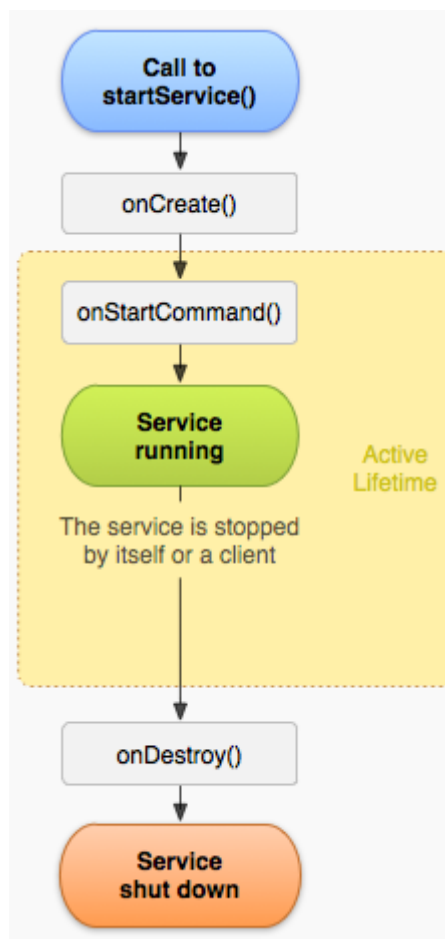 Call to
startService()
onCreate()
onStartCommand()
Service
running
Active
Lifetime
The service is stopped
by itself or a client
onDestroy()
Service
shut down